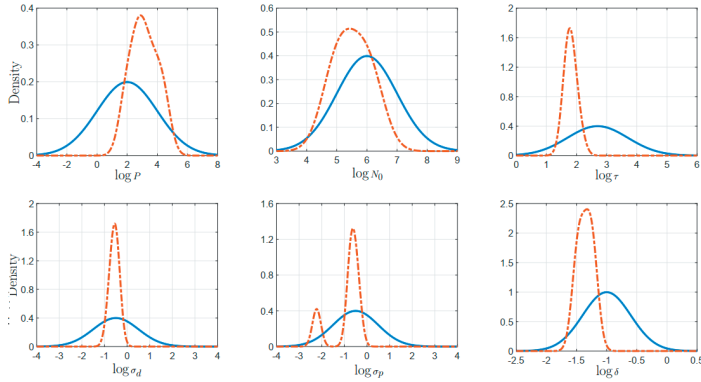 0.4 0.6 2
0.3 0.5 1.6
0.4 1.2
Density 0.2 0.3 0.8
0.1 0.2 0.4
0.1
0 0 0
-4 -2 0 2 4 6 8 3 4 5 6 7 8 9 0 1 2 3 4 5 6
log P log N₀ log τ
2 1.6 2.5
1.6 1.2 2
1.2 1.5
Density 0.8 0.8 1
0.4 0.4 0.5
0 0 0
-4 -3 -2 -1 0 1 2 3 4 -4 -3 -2 -1 0 1 2 3 4 -2.5 -2 -1.5 -1 -0.5 0 0.5
log σd log σP log δ